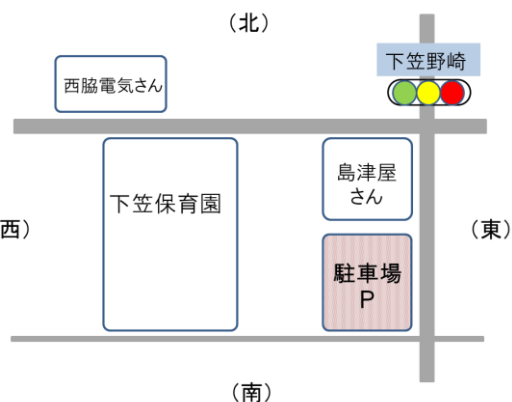 （北）
下笠野崎
西脇電気さん
島津屋
さん
下笠保育園
西）
（東）
駐車場
P
（南）